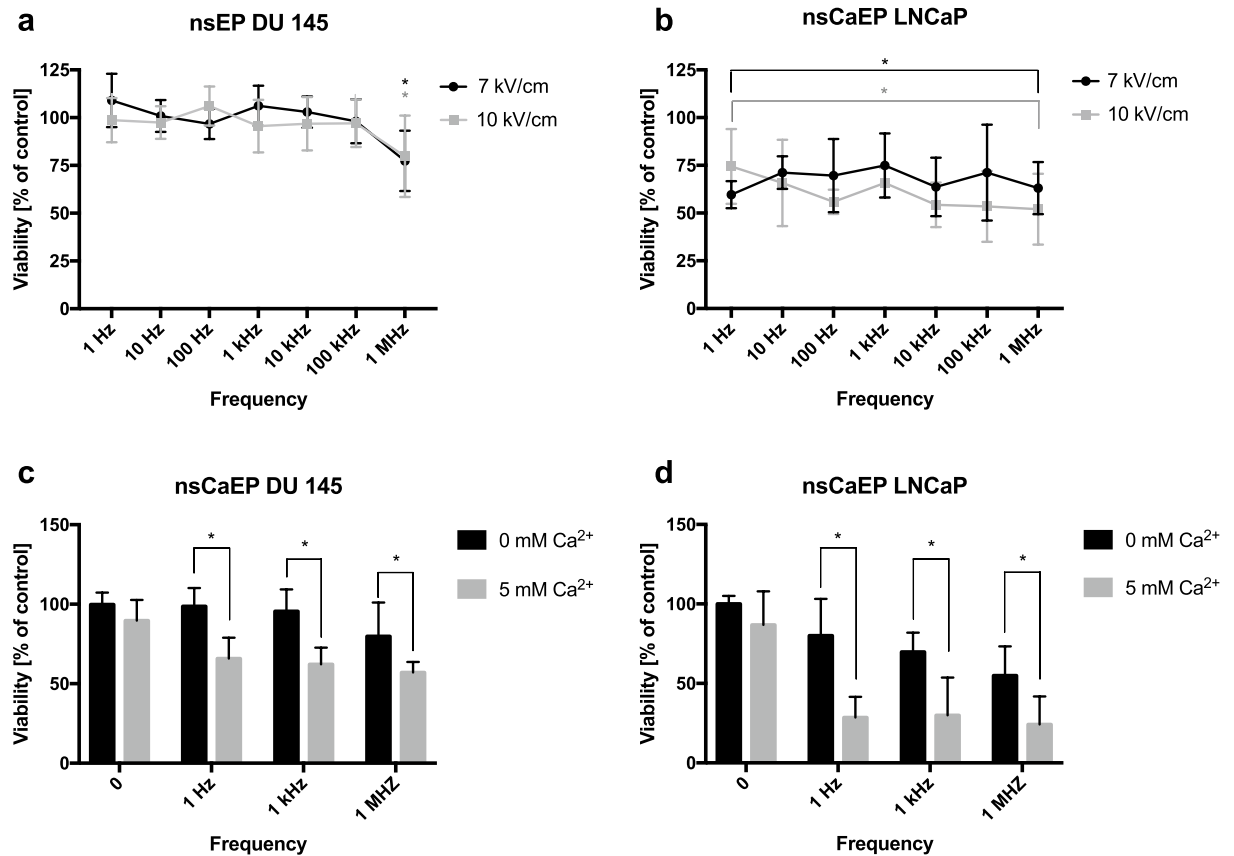 a
nsEP DU 145
Viability [% of control]
125
100
75
50
25
0
*
*
7 kV/cm
10 kV/cm
1 Hz
10 Hz
100 Hz
1 kHz
10 kHz
100 kHz
1 MHz
Frequency
b
nsCaEP LNCaP
Viability [% of control]
125
100
75
50
25
0
*
*
7 kV/cm
10 kV/cm
1 Hz
10 Hz
100 Hz
1 kHz
10 kHz
100 kHz
1 MHz
Frequency
c
nsCaEP DU 145
Viability [% of control]
150
100
50
0
*
*
*
0 mM Ca²⁺
5 mM Ca²⁺
0
1 Hz
1 kHz
1 MHZ
Frequency
d
nsCaEP LNCaP
Viability [% of control]
150
100
50
0
*
*
*
0 mM Ca²⁺
5 mM Ca²⁺
0
1 Hz
1 kHz
1 MHZ
Frequency